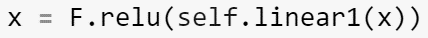 x = F.relu(self.linear1(x))